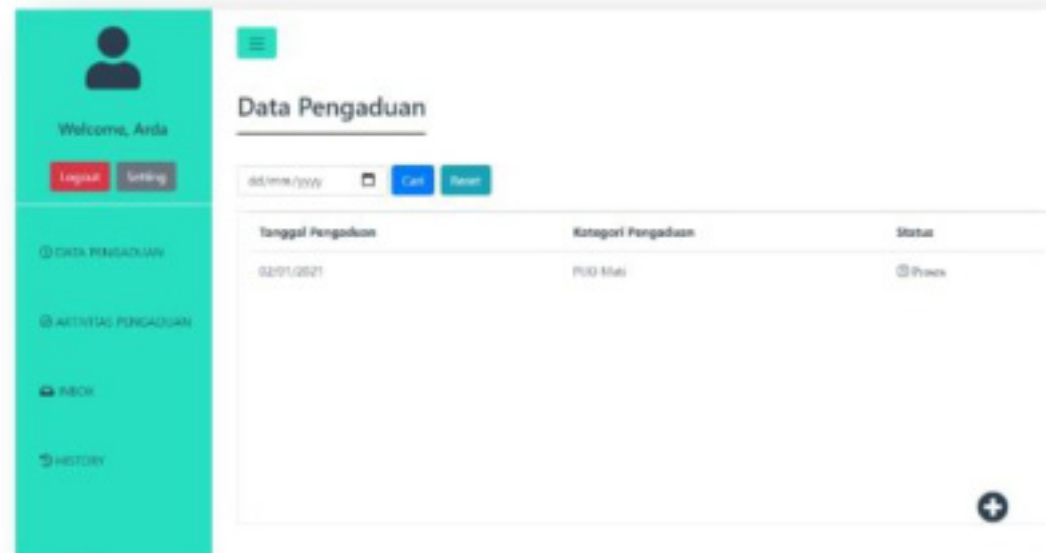 Welcome, Arda
Logout Setting
DATA PENGADUAN
AKTIVITAS PENGADUAN
INBOX
HISTORY
Data Pengaduan
dd/mm/yyyy Cari Reset
Tanggal Pengaduan Kategori Pengaduan Status
02/01/2021 Mati Proses